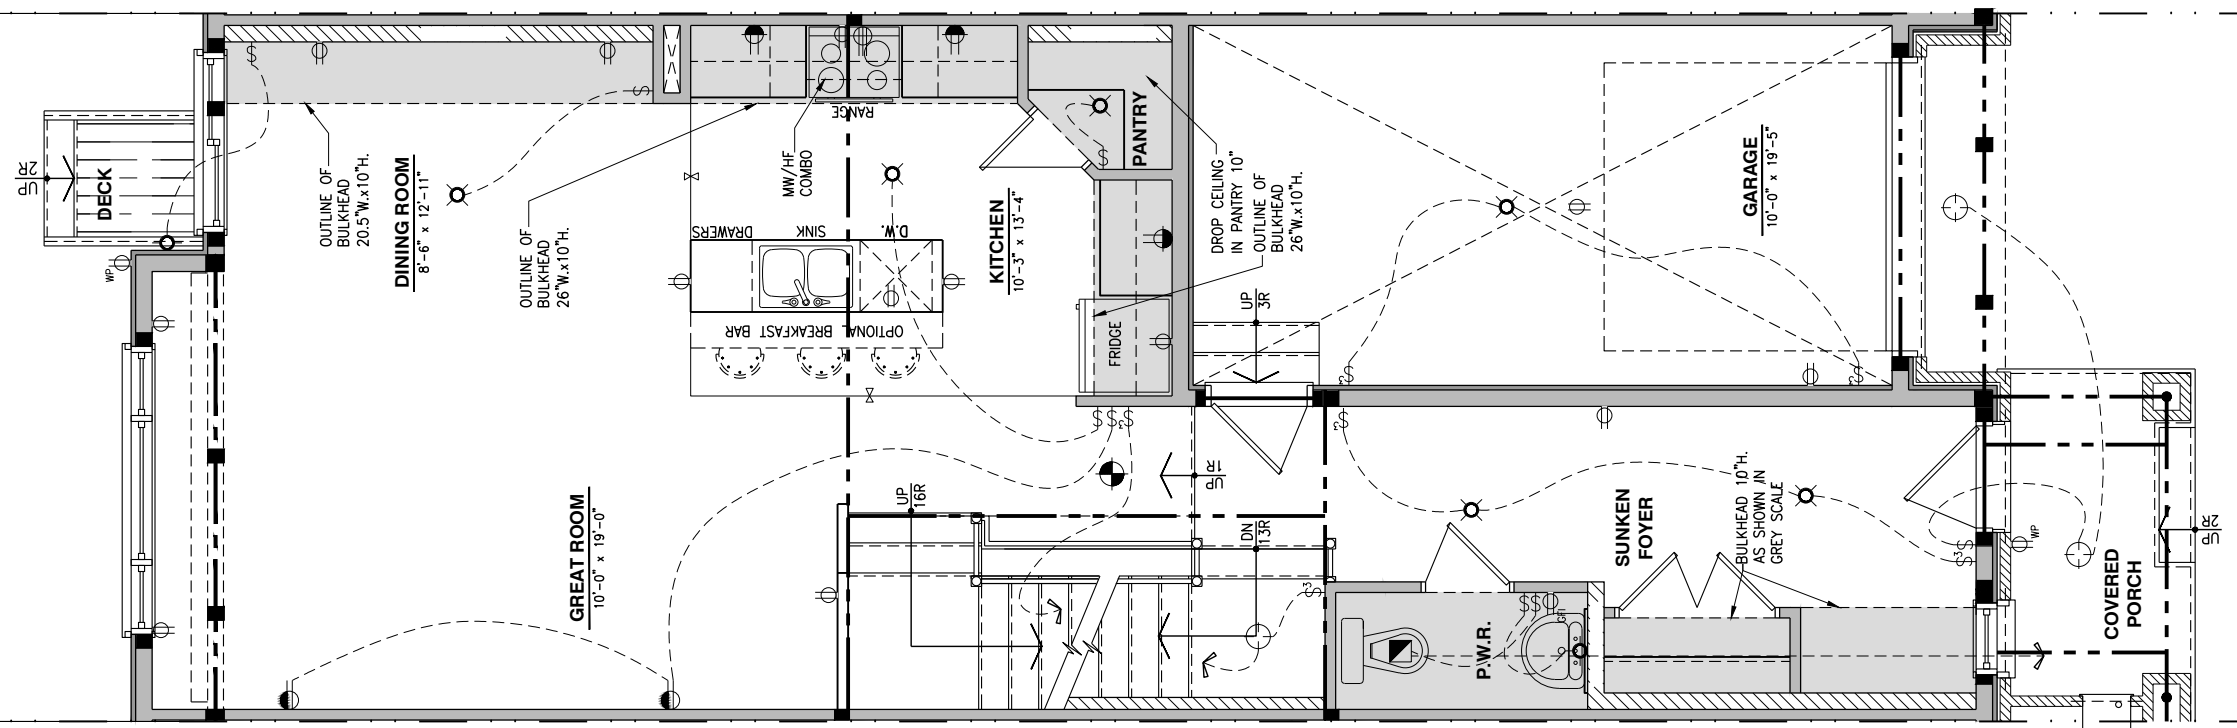 UP
2R
DECK
WP
OUTLINE OF
BULKHEAD
20.5"W.x10"H.
DINING ROOM
8'-6" x 12'-11"
OUTLINE OF
BULKHEAD
26"W.x10"H.
GREAT ROOM
10'-0" x 19'-0"
RANGE
MW/HF
COMBO
DRAWERS
SINK
D.W.
OPTIONAL BREAKFAST BAR
KITCHEN
10'-3" x 13'-4"
PANTRY
FRIDGE
DROP CEILING
IN PANTRY 10"
OUTLINE OF
BULKHEAD
26"W.x10"H.
UP
3R
GARAGE
10'-0" x 19'-5"
UP
16R
UP
1R
DN
13R
P.W.R.
GFI
SUNKEN
FOYER
BULKHEAD 10"H.
AS SHOWN IN
GREY SCALE
WP
COVERED
PORCH
UP
2R